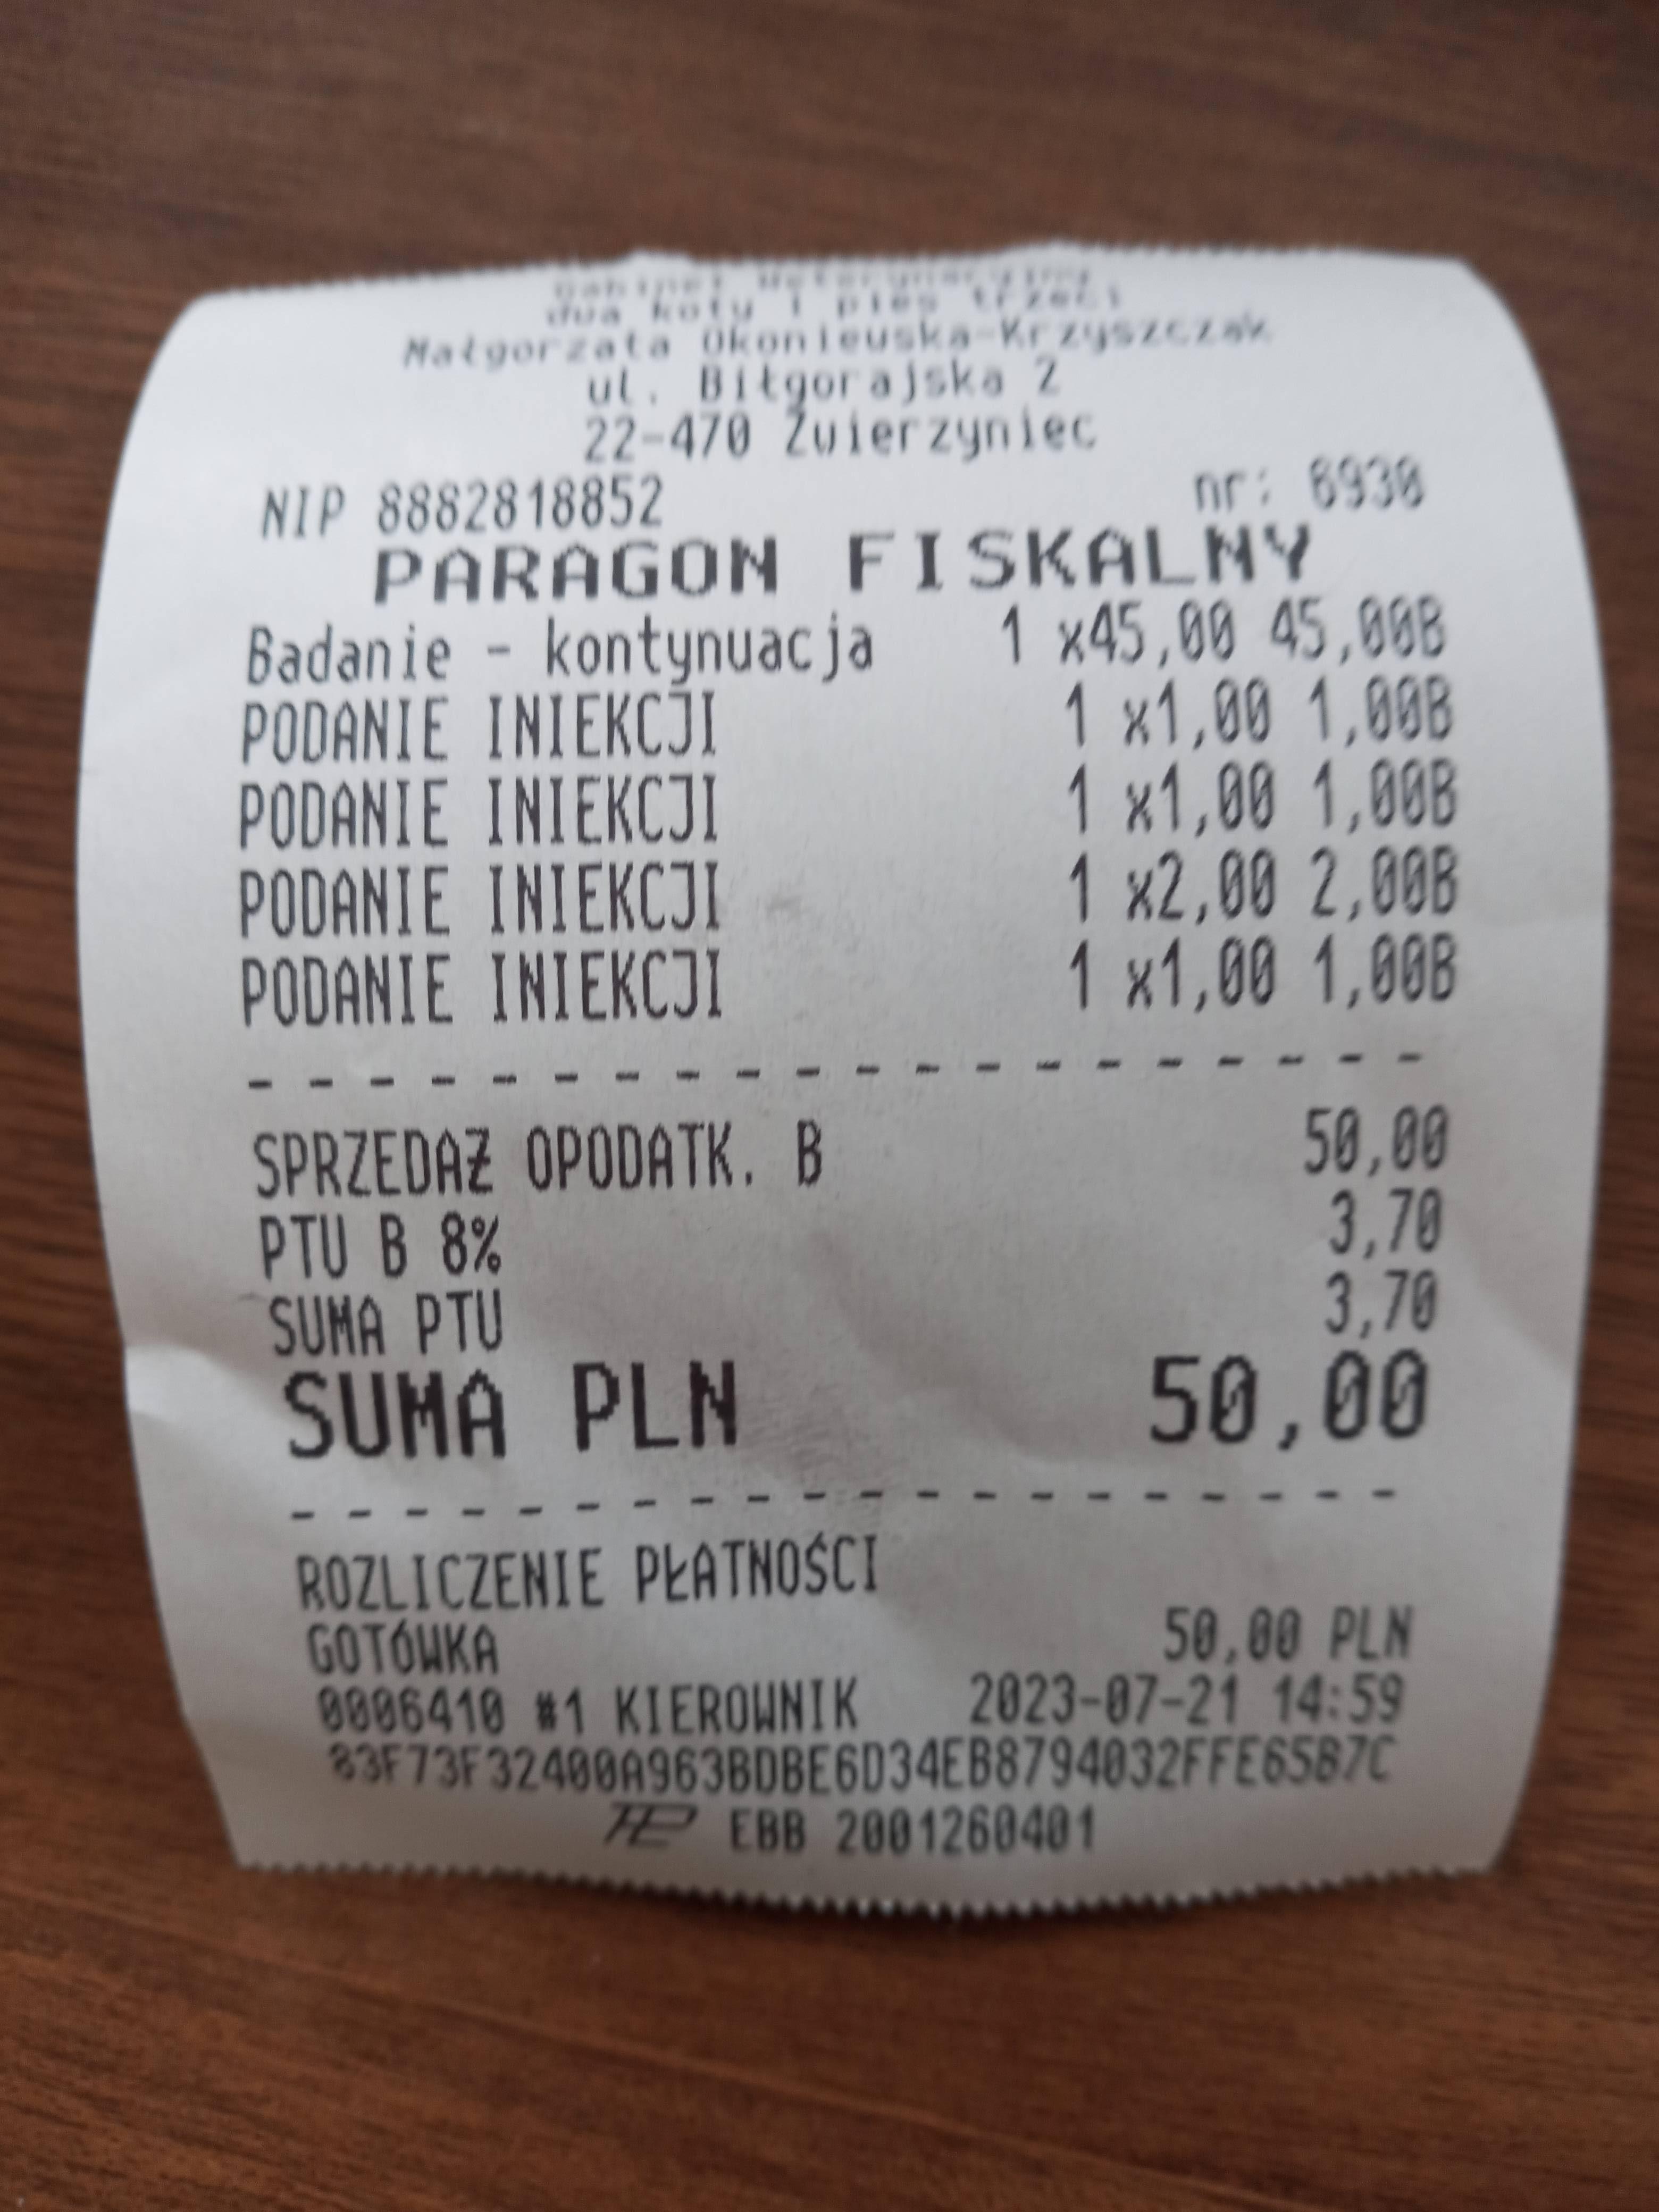 Gabinet Weterynaryjny
dua koty i pies trzeci
Małgorzata Okonieuska-Krzyszczak
ul. Biłgorajska 2
22-470 Zwierzyniec
NIP 8882818852 nr: 6930
PARAGON FISKALNY
Badanie - kontynuacja 1 x45,00 45,00B
PODANIE INIEKCJI 1 x1,00 1,00B
PODANIE INIEKCJI 1 x1,00 1,00B
PODANIE INIEKCJI 1 x2,00 2,00B
PODANIE INIEKCJI 1 x1,00 1,00B
- - - - - - - - - - - - - - - - - - - -
SPRZEDAŻ OPODATK. B 50,00
PTU B 8% 3,70
SUMA PTU 3,70
SUMA PLN 50,00
- - - - - - - - - - - - - - - - - - - -
ROZLICZENIE PŁATNOŚCI
GOTÓWKA 50,00 PLN
0006410 #1 KIEROWNIK 2023-07-21 14:59
83F73F32400A963BDBE6D34EB8794032FFE65B7C
EBB 2001260401